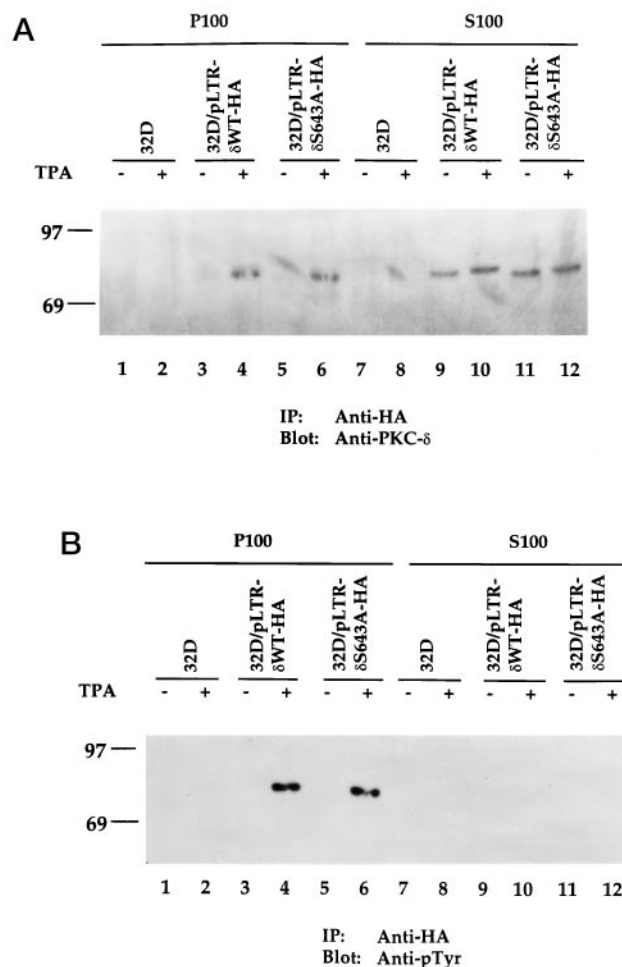 A
P100 S100
32D 32D/pLTR-δWT-HA 32D/pLTR-δS643A-HA 32D 32D/pLTR-δWT-HA 32D/pLTR-δS643A-HA
TPA - + - + - + - + - + - +
97
69
1 2 3 4 5 6 7 8 9 10 11 12
IP: Anti-HA
Blot: Anti-PKC-δ
B
P100 S100
32D 32D/pLTR-δWT-HA 32D/pLTR-δS643A-HA 32D 32D/pLTR-δWT-HA 32D/pLTR-δS643A-HA
TPA - + - + - + - + - + - +
97
69
1 2 3 4 5 6 7 8 9 10 11 12
IP: Anti-HA
Blot: Anti-pTyr